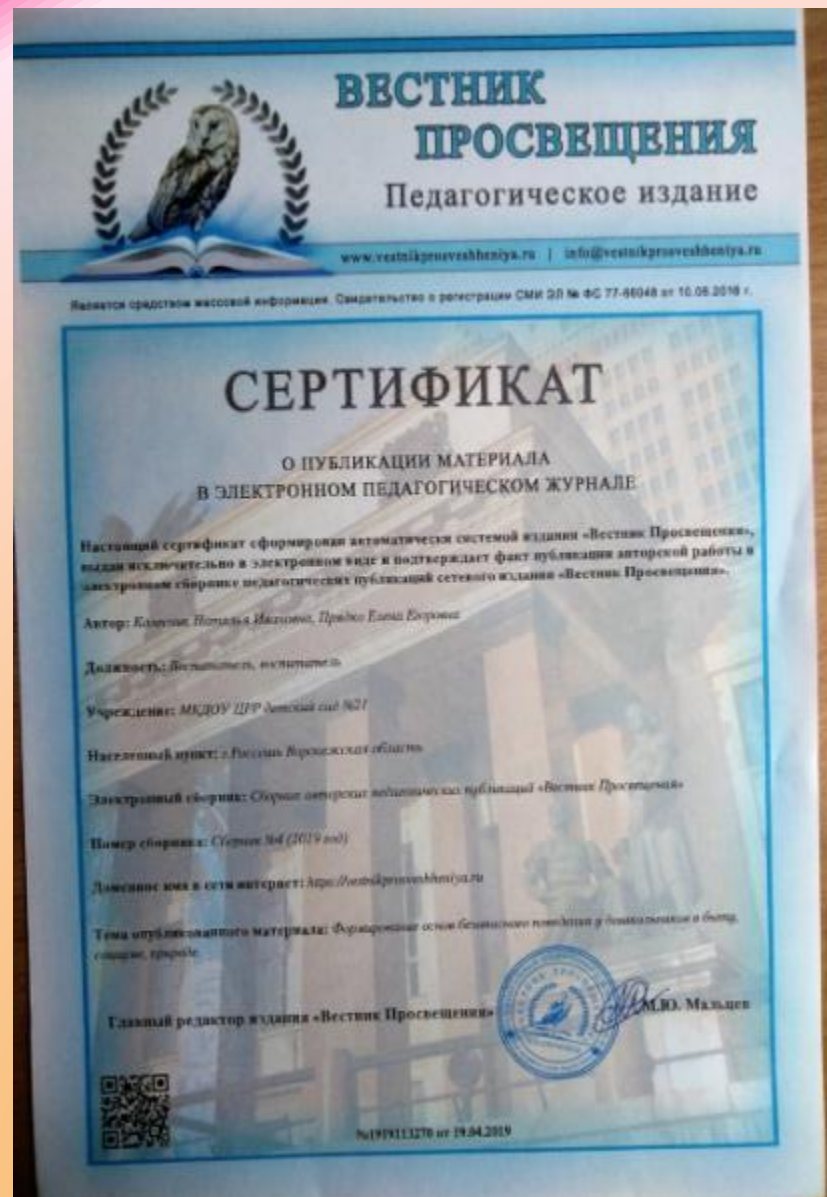 ВЕСТНИК
ПРОСВЕЩЕНИЯ
Педагогическое издание
www.vestnikprosveshheniya.ru | info@vestnikprosveshheniya.ru
Является средством массовой информации. Свидетельство о регистрации СМИ ЭЛ № ФС 77-66048 от 10.06.2016 г.
СЕРТИФИКАТ
О ПУБЛИКАЦИИ МАТЕРИАЛА
В ЭЛЕКТРОННОМ ПЕДАГОГИЧЕСКОМ ЖУРНАЛЕ
Настоящий сертификат сформирован автоматически системой издания «Вестник Просвещения»,
выдан исключительно в электронном виде и подтверждает факт публикации авторской работы в
электронном сборнике педагогических публикаций сетевого издания «Вестник Просвещения».
Автор: Наталья Ивановна, Прядко Елена Егоровна
Должность: Воспитатель, воспитатель
Учреждение: МКДОУ ЦРР детский сад №21
Населенный пункт: г.Россошь Воронежская область
Электронный сборник: Сборник авторских педагогических публикаций «Вестник Просвещения»
Номер сборника: Сборник №4 (2019 год)
Доменное имя в сети интернет: https://vestnikprosveshheniya.ru
Тема опубликованного материала: Формирование основ безопасного поведения у дошкольников в быту,
социуме, природе.
Главный редактор издания «Вестник Просвещения»
М.Ю. Мальцев
№1919113270 от 19.04.2019